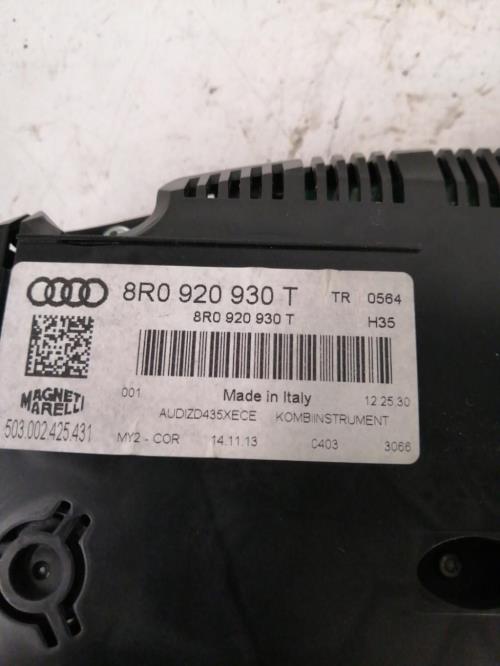 8R0 920 930 T TR 0564
8R0 920 930 T H35
001 Made in Italy 12.25.30
MAGNETI
MARELLI
AUDIZD435XECE KOMBIINSTRUMENT
503.002.425.431
MY2 - COR 14.11.13 0403 3066